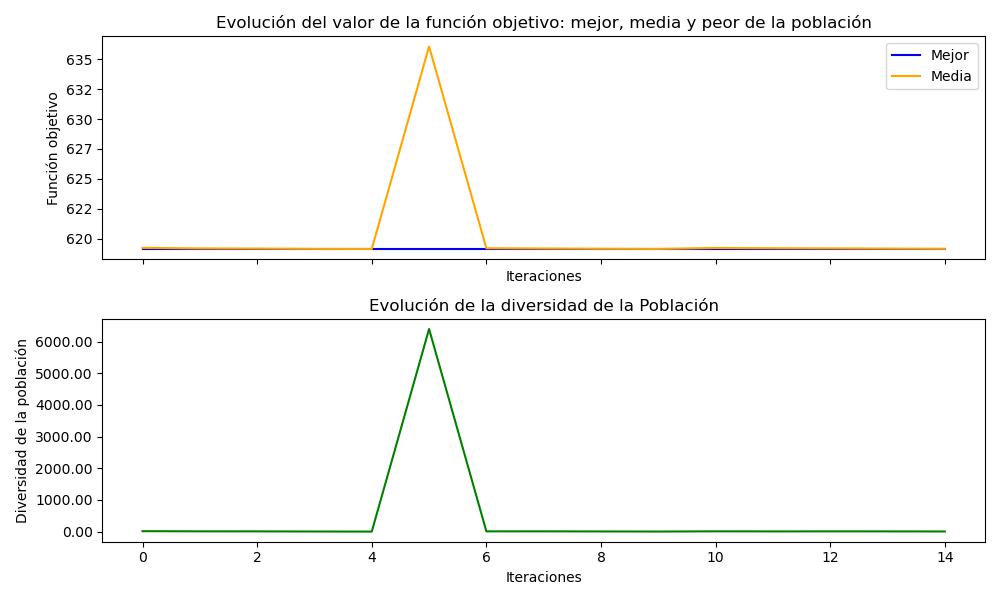 Evolución del valor de la función objetivo: mejor, media y peor de la población
Función objetivo
635
632
630
627
625
622
620
Mejor
Media
Iteraciones
Evolución de la diversidad de la Población
Diversidad de la población
6000.00
5000.00
4000.00
3000.00
2000.00
1000.00
0.00
0 2 4 6 8 10 12 14
Iteraciones